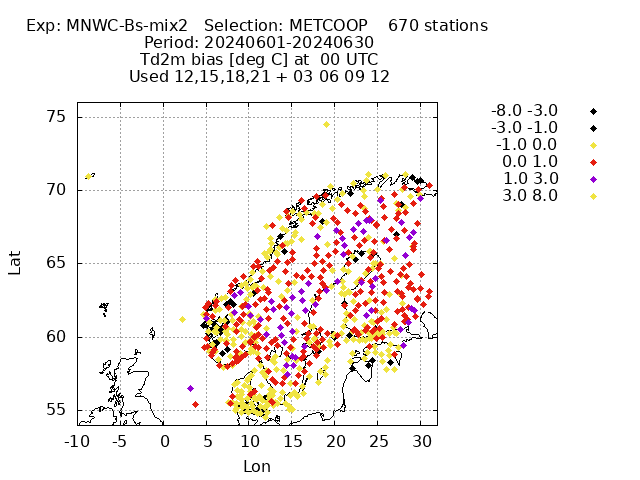 Exp: MNWC-Bs-mix2 Selection: METCOOP 670 stations
Period: 20240601-20240630
Td2m bias [deg C] at 00 UTC
Used 12,15,18,21 + 03 06 09 12
-8.0 -3.0
-3.0 -1.0
-1.0 0.0
0.0 1.0
1.0 3.0
3.0 8.0
75
70
65
60
55
Lat
-10 -5 0 5 10 15 20 25 30
Lon